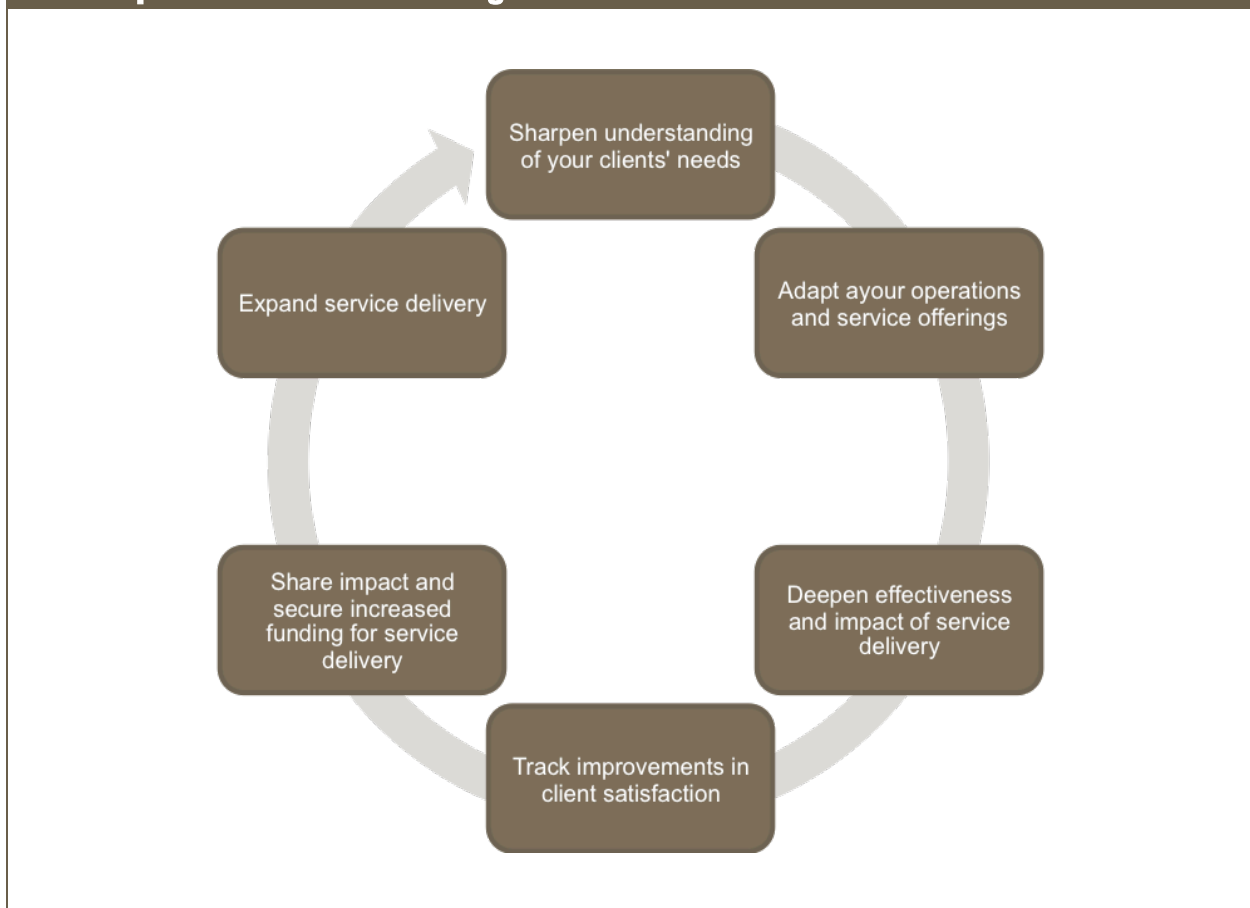 Sharpen understanding
of your clients' needs
Adapt ayour operations
and service offerings
Deepen effectiveness
and impact of service
delivery
Track improvements in
client satisfaction
Share impact and
secure increased
funding for service
delivery
Expand service delivery